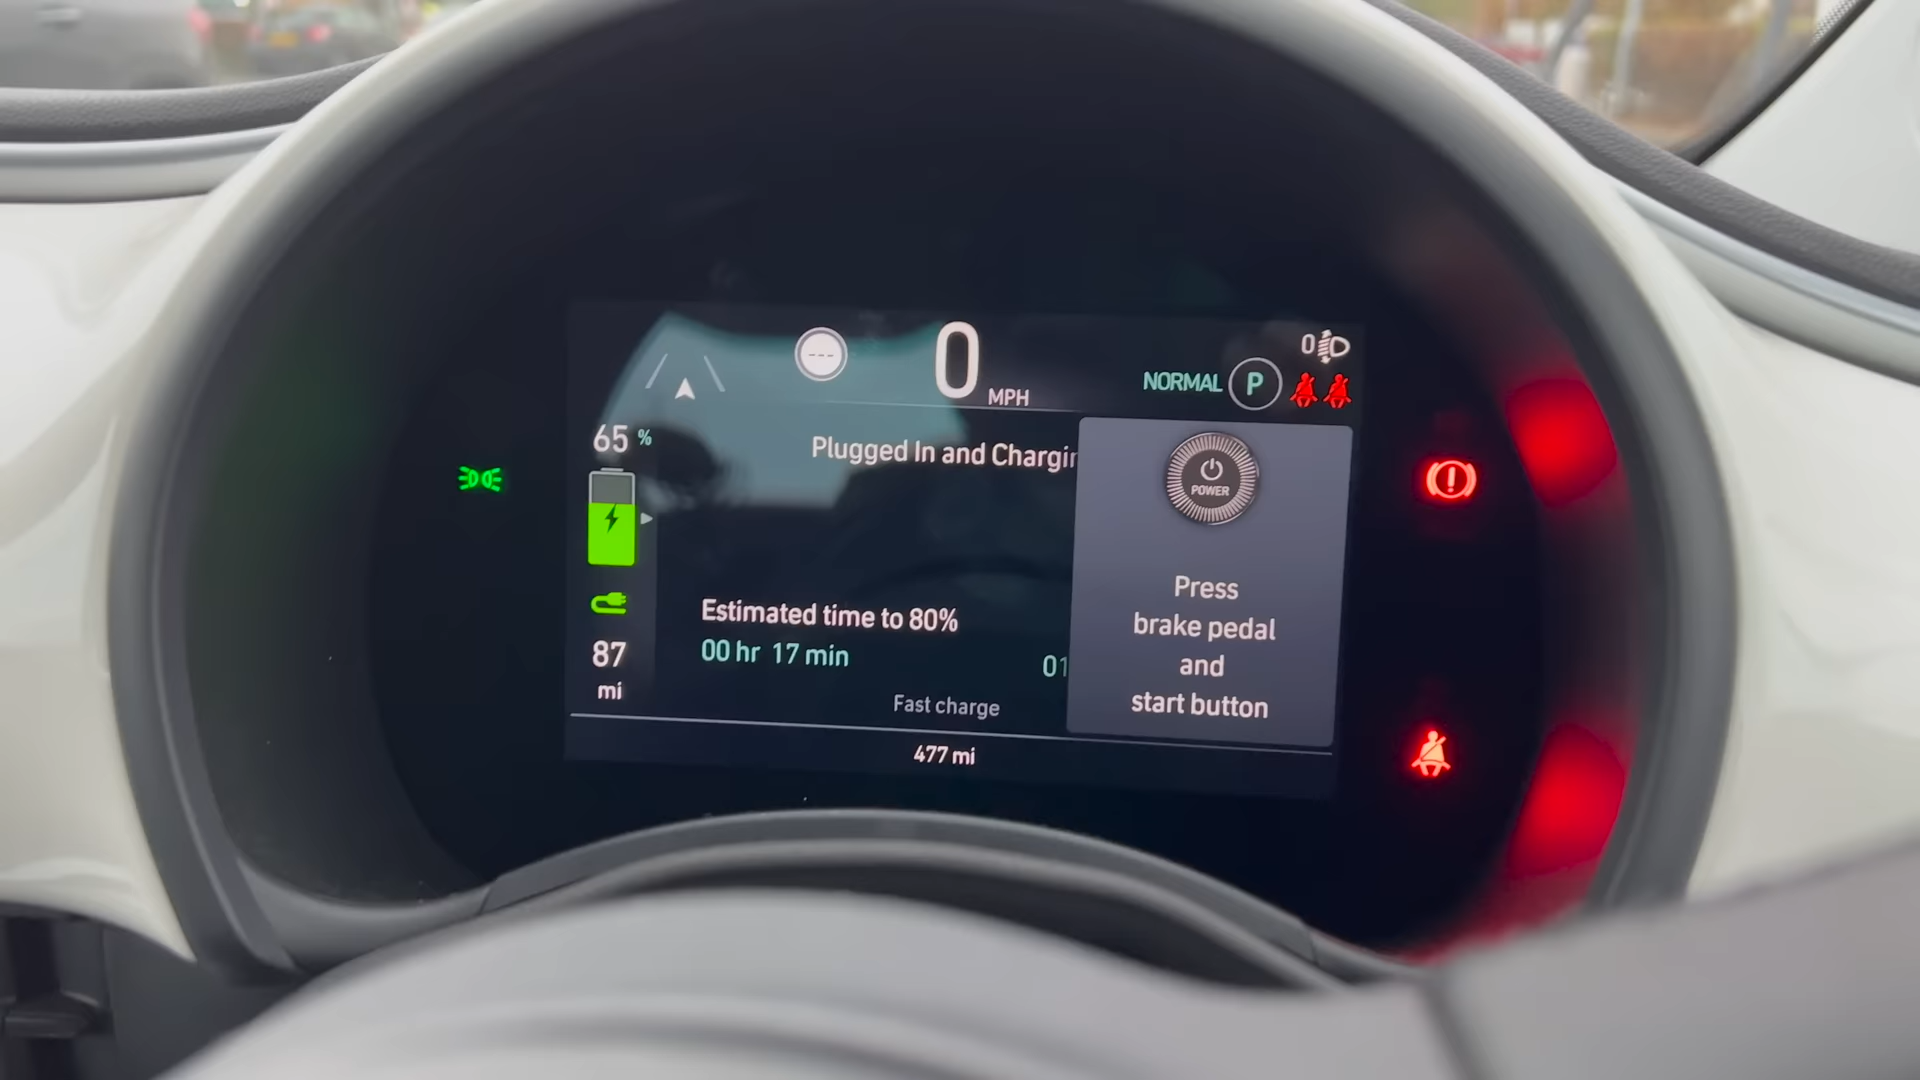 0 MPH
0
NORMAL P
65 %
Plugged In and Chargin
POWER
Press
brake pedal
and
start button
Estimated time to 80%
00 hr 17 min
01
87
mi
Fast charge
477 mi